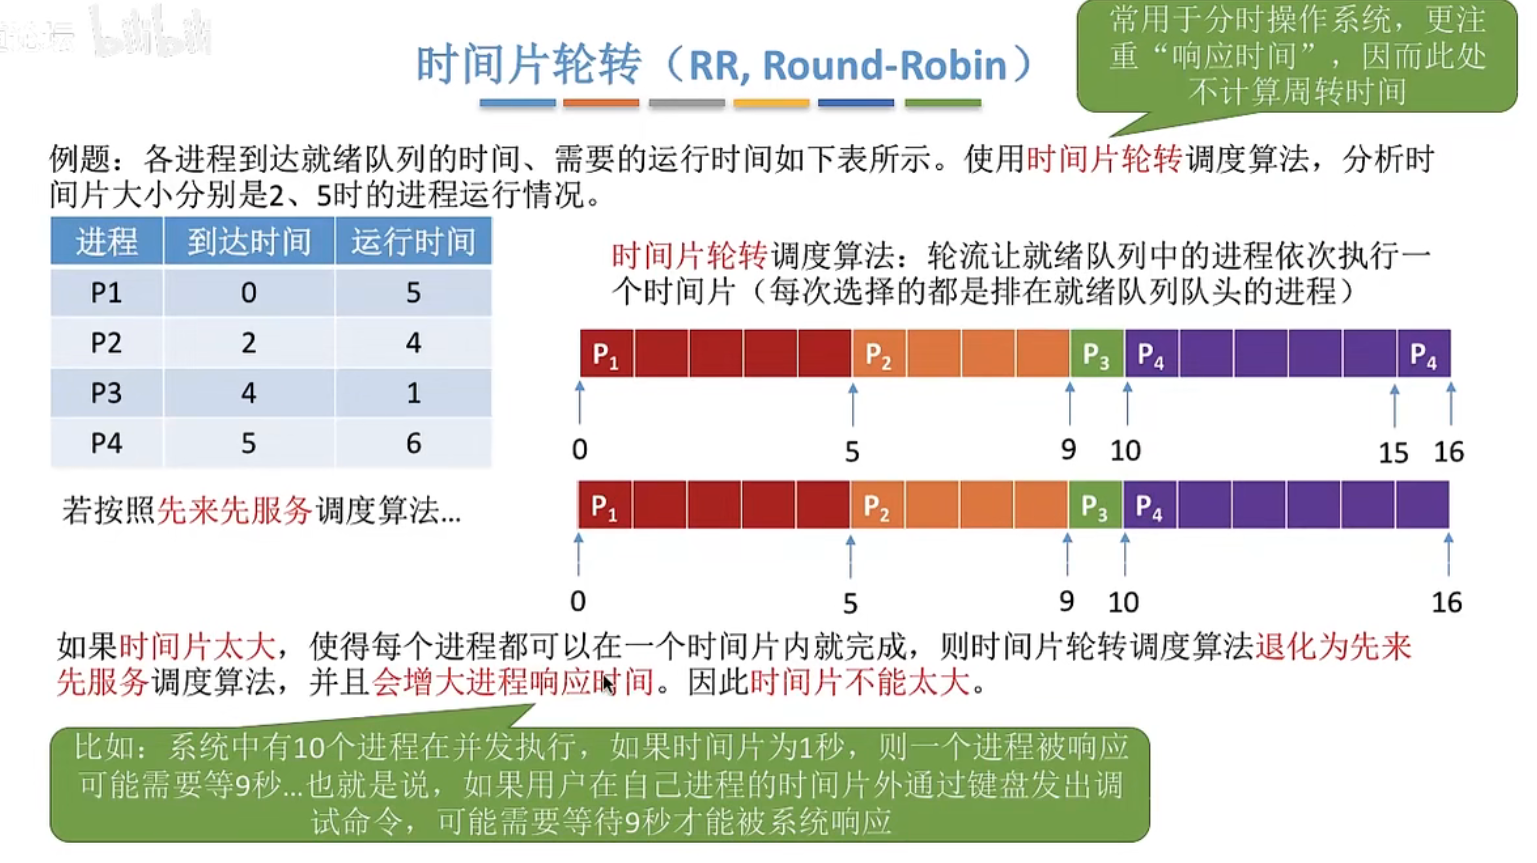 bilibili
时间片轮转（RR, Round-Robin）
常用于分时操作系统，更注
重“响应时间”，因而此处
不计算周转时间
例题：各进程到达就绪队列的时间、需要的运行时间如下表所示。使用时间片轮转调度算法，分析时
间片大小分别是2、5时的进程运行情况。
进程 到达时间 运行时间
P1 0 5
P2 2 4
P3 4 1
P4 5 6
时间片轮转调度算法：轮流让就绪队列中的进程依次执行一
个时间片（每次选择的都是排在就绪队列队头的进程）
P1 P2 P3 P4 P4
0 5 9 10 15 16
若按照先来先服务调度算法...
P1 P2 P3 P4
0 5 9 10 16
如果时间片太大，使得每个进程都可以在一个时间片内就完成，则时间片轮转调度算法退化为先来
先服务调度算法，并且会增大进程响应时间。因此时间片不能太大。
比如：系统中有10个进程在并发执行，如果时间片为1秒，则一个进程被响应
可能需要等9秒...也就是说，如果用户在自己进程的时间片外通过键盘发出调
试命令，可能需要等待9秒才能被系统响应